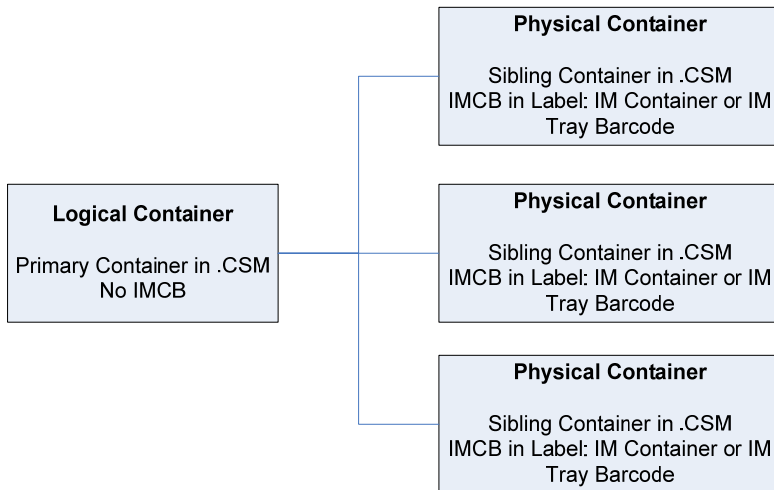 Physical Container
Sibling Container in .CSM
IMCB in Label: IM Container or IM
Tray Barcode
Logical Container
Primary Container in .CSM
No IMCB
Physical Container
Sibling Container in .CSM
IMCB in Label: IM Container or IM
Tray Barcode
Physical Container
Sibling Container in .CSM
IMCB in Label: IM Container or IM
Tray Barcode